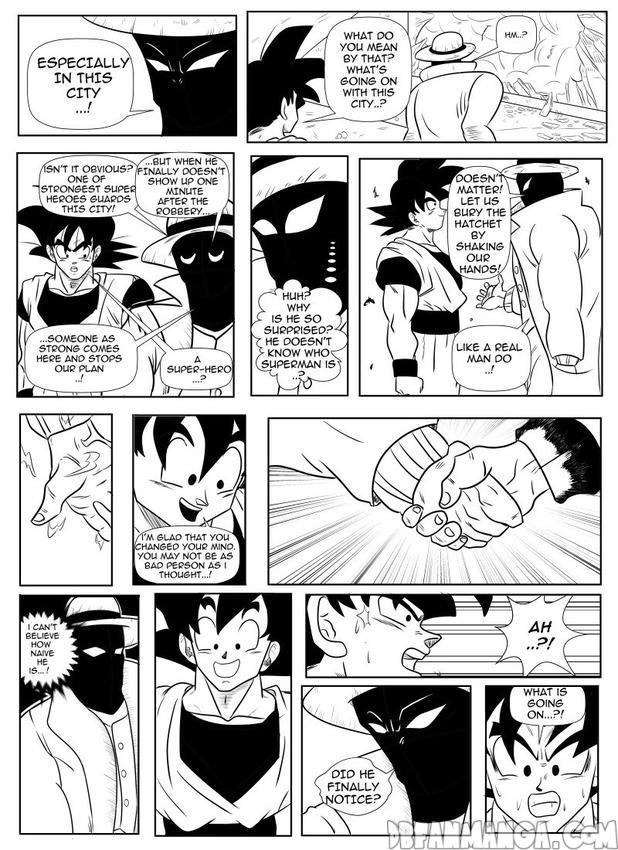 ESPECIALLY
IN THIS
CITY
...!
WHAT DO
YOU MEAN
BY THAT?
WHAT'S
GOING ON
WITH THIS
CITY..?
HM..?
ISN'T IT OBVIOUS?
ONE OF
STRONGEST SUPER
HEROES GUARDS
THIS CITY!
...BUT WHEN HE
FINALLY DOESN'T
SHOW UP ONE
MINUTE
AFTER THE
ROBBERY...
...SOMEONE AS
STRONG COMES
HERE AND STOPS
OUR PLAN
..!
A
SUPER-HERO
...?
HUH?
WHY
IS HE SO
SURPRISED?
HE DOESN'T
KNOW WHO
SUPERMAN IS
..?
DOESN'T
MATTER!
LET US
BURY THE
HATCHET
BY
SHAKING
OUR
HANDS!
LIKE A REAL
MAN DO
..!
I'M GLAD THAT YOU
CHANGED YOUR MIND.
YOU MAY NOT BE AS
BAD PERSON AS I
THOUGHT...!
I CAN'T
BELIEVE
HOW
NAIVE
HE
IS...!
AH
..?!
DID HE
FINALLY
NOTICE?
WHAT IS
GOING
ON...?!
DBFANMANGA.COM